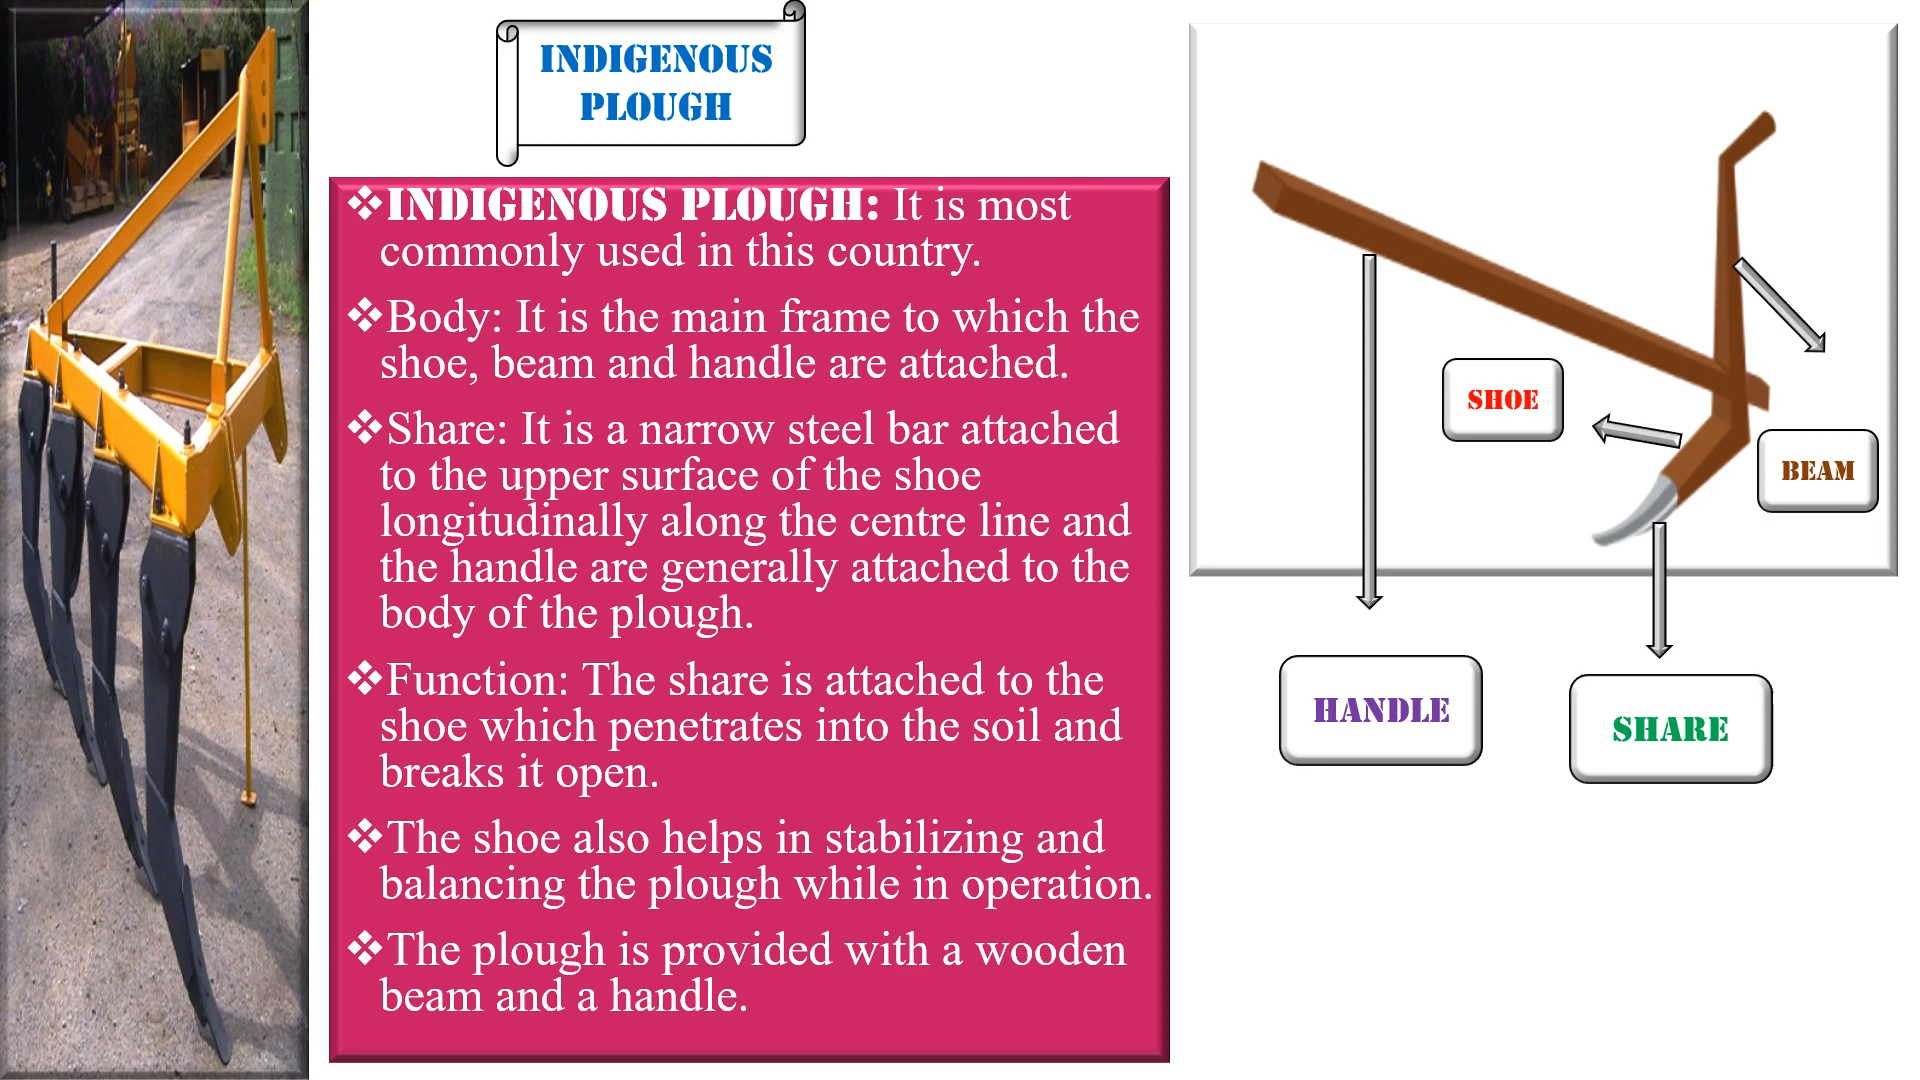 INDIGENOUS
PLOUGH
❖INDIGENOUS PLOUGH: It is most
commonly used in this country.
❖Body: It is the main frame to which the
shoe, beam and handle are attached.
❖Share: It is a narrow steel bar attached
to the upper surface of the shoe
longitudinally along the centre line and
the handle are generally attached to the
body of the plough.
❖Function: The share is attached to the
shoe which penetrates into the soil and
breaks it open.
❖The shoe also helps in stabilizing and
balancing the plough while in operation.
❖The plough is provided with a wooden
beam and a handle.
SHOE
BEAM
HANDLE
SHARE